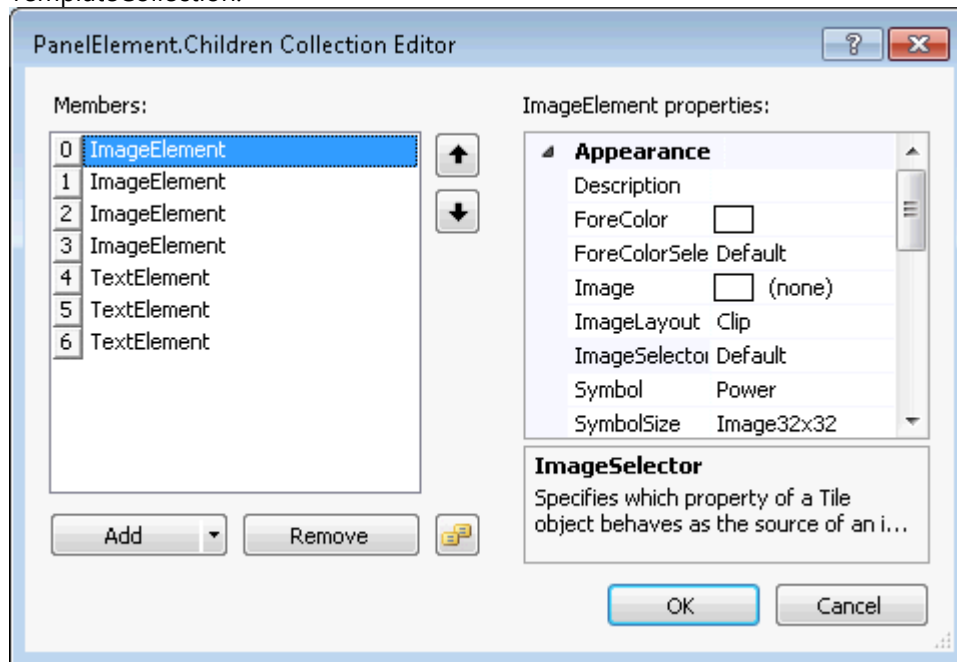 TemplateCollection.
PanelElement.Children Collection Editor
Members:
0 ImageElement
1 ImageElement
2 ImageElement
3 ImageElement
4 TextElement
5 TextElement
6 TextElement
Add
Remove
ImageElement properties:
Appearance
Description
ForeColor
ForeColorSele Default
Image (none)
ImageLayout Clip
ImageSelector Default
Symbol Power
SymbolSize Image32x32
ImageSelector
Specifies which property of a Tile
object behaves as the source of an i...
OK
Cancel